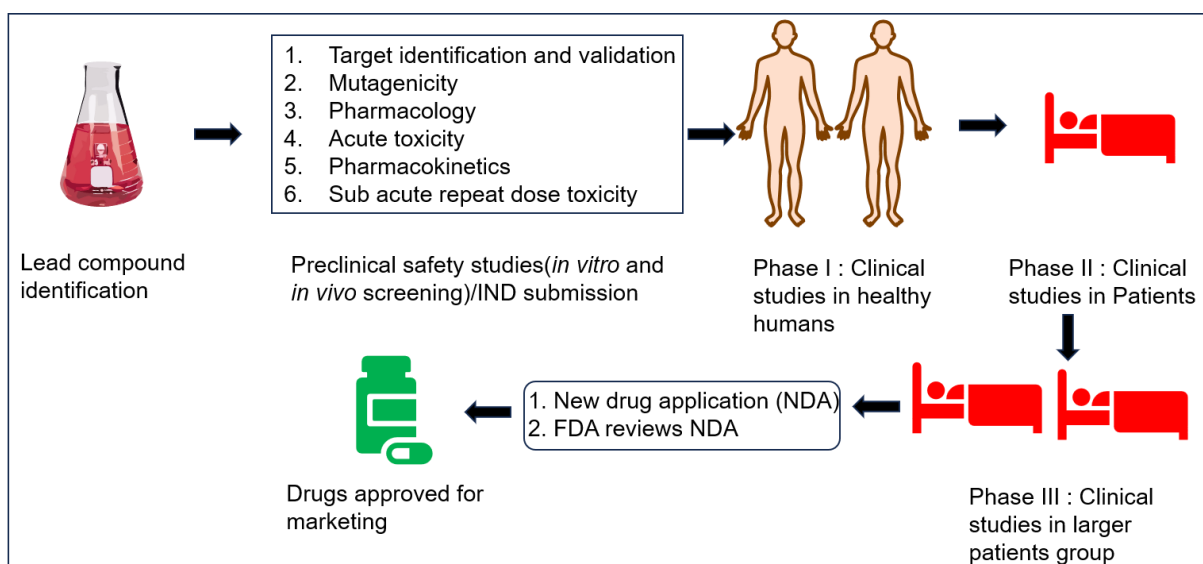 1. Target identification and validation
2. Mutagenicity
3. Pharmacology
4. Acute toxicity
5. Pharmacokinetics
6. Sub acute repeat dose toxicity
Lead compound
identification
Preclinical safety studies(in vitro and
in vivo screening)/IND submission
Phase I : Clinical
studies in healthy
humans
Phase II : Clinical
studies in Patients
Phase III : Clinical
studies in larger
patients group
1. New drug application (NDA)
2. FDA reviews NDA
Drugs approved for
marketing